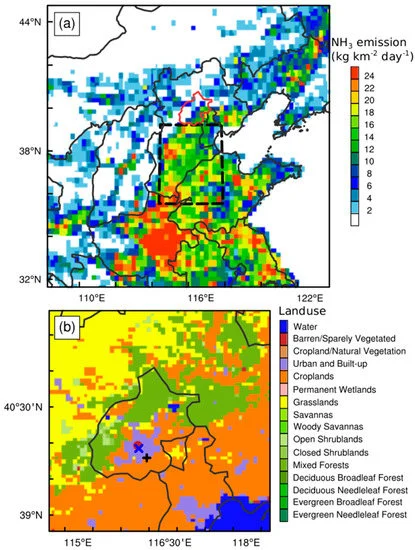 (a)
44°N
38°N
32°N
110°E 116°E 122°E
NH3 emission
(kg km-2 day-1)
24
22
20
18
16
14
12
10
8
6
4
2
(b)
40°30'N
39°N
115°E 116°30'E 118°E
Landuse
Water
Barren/Sparely Vegetated
Cropland/Natural Vegetation
Urban and Built-up
Croplands
Permanent Wetlands
Grasslands
Savannas
Woody Savannas
Open Shrublands
Closed Shrublands
Mixed Forests
Deciduous Broadleaf Forest
Deciduous Needleleaf Forest
Evergreen Broadleaf Forest
Evergreen Needleleaf Forest